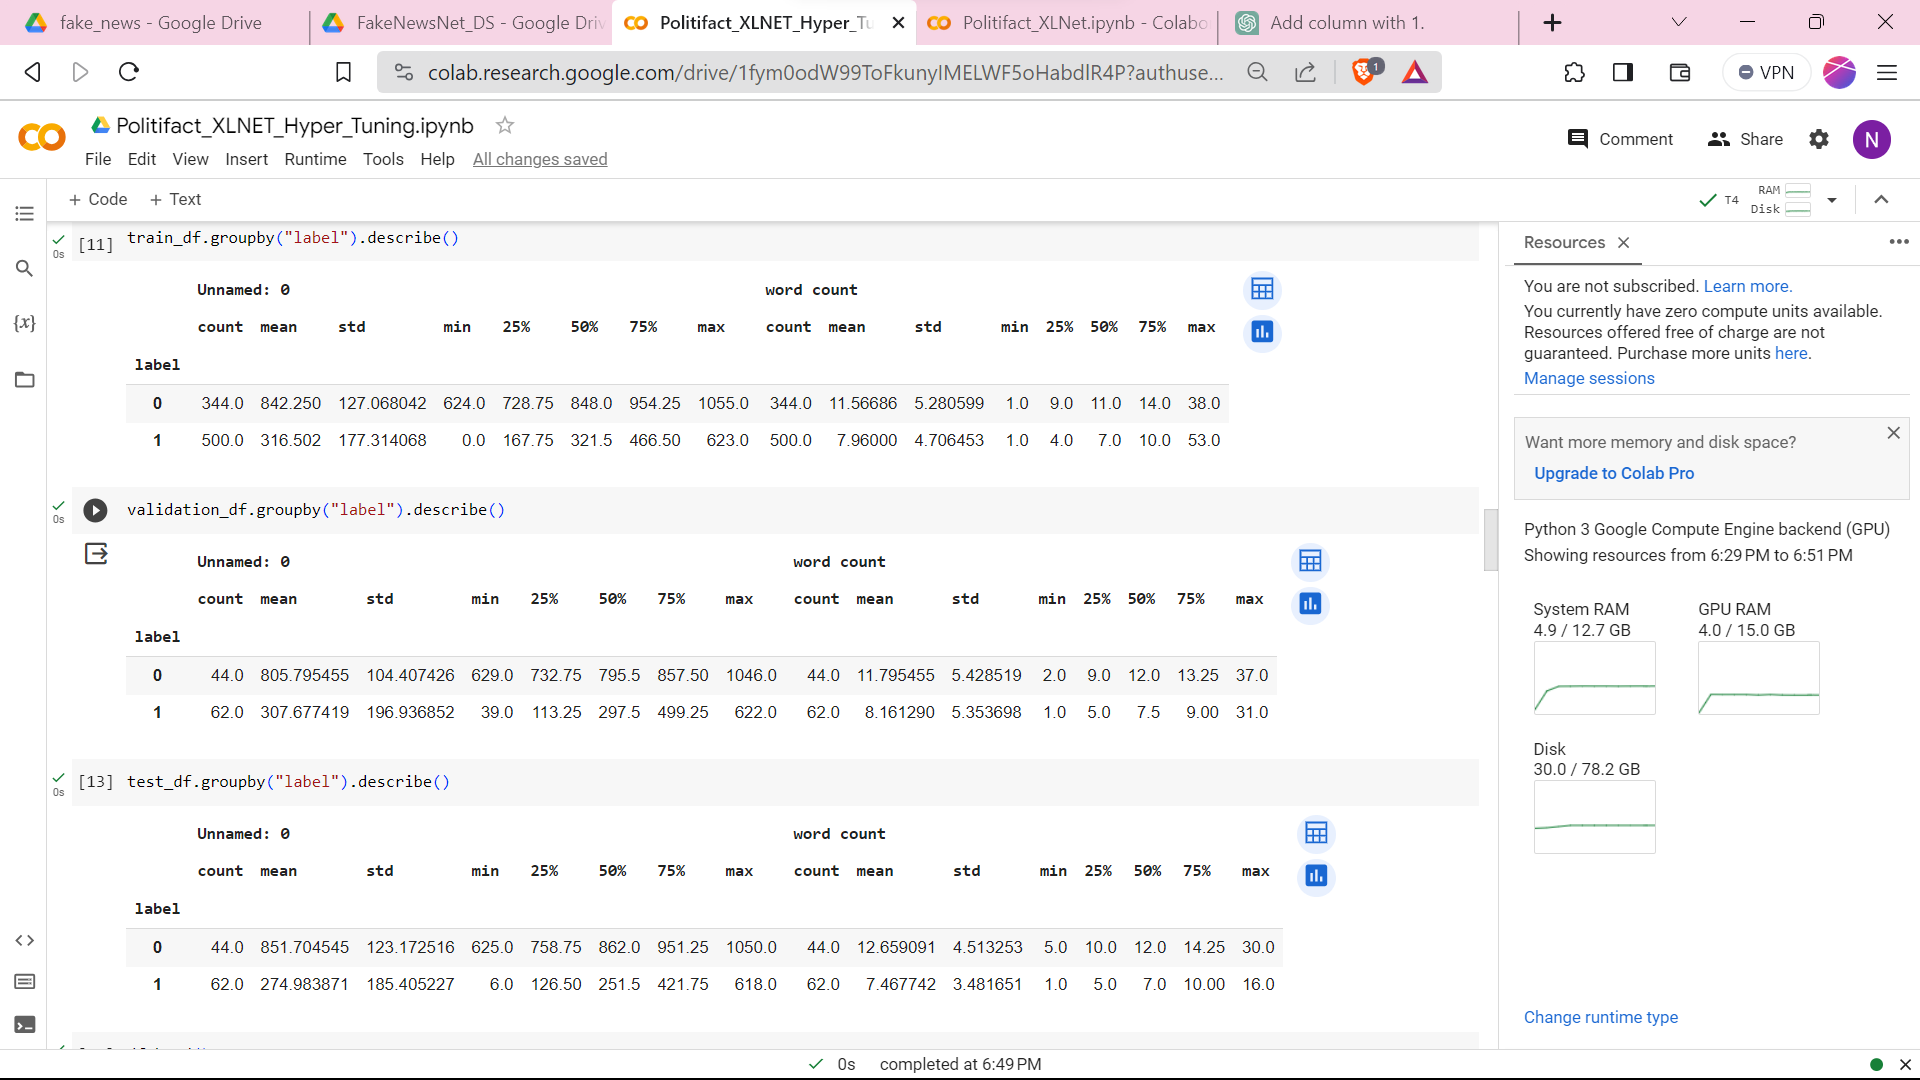 fake_news - Google Drive
FakeNewsNet_DS - Google Driv
Politifact_XLNET_Hyper_Tu
Politifact_XLNet.ipynb - Colabo
Add column with 1.
colab.research.google.com/drive/1fym0odW99ToFkunyIMELWF5oHabdlR4P?authuse...
1
VPN
Politifact_XLNET_Hyper_Tuning.ipynb
Comment
Share
N
File Edit View Insert Runtime Tools Help All changes saved
+ Code + Text
T4 RAM
Disk
[11] train_df.groupby("label").describe()
0s
Unnamed: 0 word count
count mean std min 25% 50% 75% max count mean std min 25% 50% 75% max
label
0 344.0 842.250 127.068042 624.0 728.75 848.0 954.25 1055.0 344.0 11.56686 5.280599 1.0 9.0 11.0 14.0 38.0
1 500.0 316.502 177.314068 0.0 167.75 321.5 466.50 623.0 500.0 7.96000 4.706453 1.0 4.0 7.0 10.0 53.0
validation_df.groupby("label").describe()
0s
Unnamed: 0 word count
count mean std min 25% 50% 75% max count mean std min 25% 50% 75% max
label
0 44.0 805.795455 104.407426 629.0 732.75 795.5 857.50 1046.0 44.0 11.795455 5.428519 2.0 9.0 12.0 13.25 37.0
1 62.0 307.677419 196.936852 39.0 113.25 297.5 499.25 622.0 62.0 8.161290 5.353698 1.0 5.0 7.5 9.00 31.0
[13] test_df.groupby("label").describe()
0s
Unnamed: 0 word count
count mean std min 25% 50% 75% max count mean std min 25% 50% 75% max
label
0 44.0 851.704545 123.172516 625.0 758.75 862.0 951.25 1050.0 44.0 12.659091 4.513253 5.0 10.0 12.0 14.25 30.0
1 62.0 274.983871 185.405227 6.0 126.50 251.5 421.75 618.0 62.0 7.467742 3.481651 1.0 5.0 7.0 10.00 16.0
Resources
You are not subscribed. Learn more.
You currently have zero compute units available.
Resources offered free of charge are not
guaranteed. Purchase more units here.
Manage sessions
Want more memory and disk space?
Upgrade to Colab Pro
Python 3 Google Compute Engine backend (GPU)
Showing resources from 6:29 PM to 6:51 PM
System RAM
4.9 / 12.7 GB
GPU RAM
4.0 / 15.0 GB
Disk
30.0 / 78.2 GB
Change runtime type
0s completed at 6:49 PM